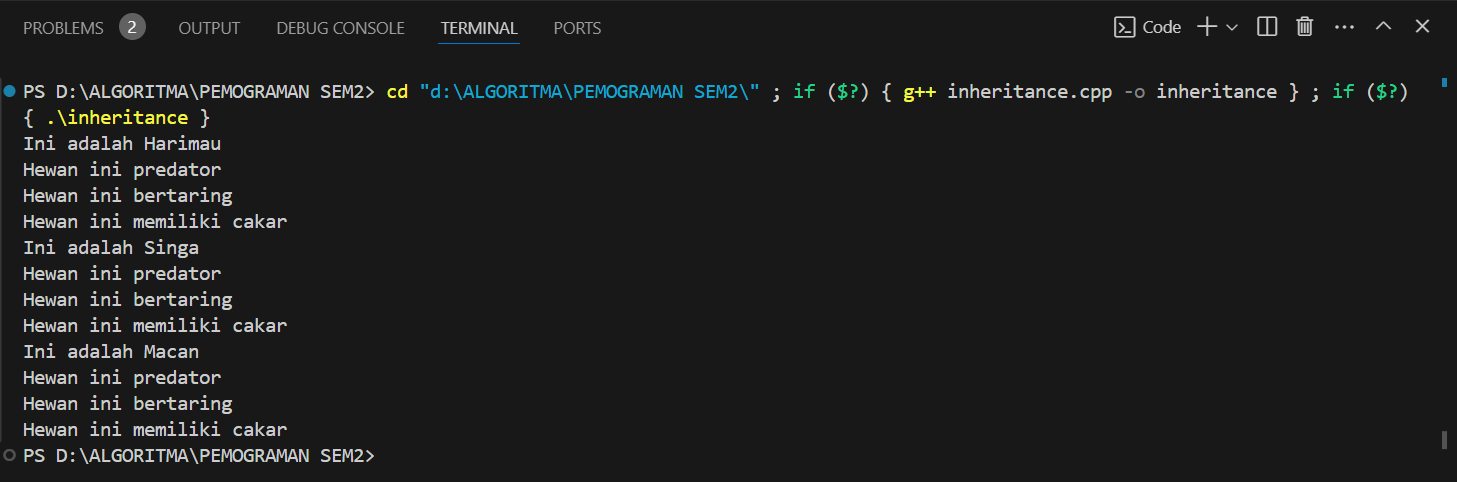 PROBLEMS 2 OUTPUT DEBUG CONSOLE TERMINAL PORTS Code
PS D:\ALGORITMA\PEMOGRAMAN SEM2> cd "d:\ALGORITMA\PEMOGRAMAN SEM2\" ; if ($?) { g++ inheritance.cpp -o inheritance } ; if ($?)
{ .\inheritance }
Ini adalah Harimau
Hewan ini predator
Hewan ini bertaring
Hewan ini memiliki cakar
Ini adalah Singa
Hewan ini predator
Hewan ini bertaring
Hewan ini memiliki cakar
Ini adalah Macan
Hewan ini predator
Hewan ini bertaring
Hewan ini memiliki cakar
PS D:\ALGORITMA\PEMOGRAMAN SEM2>